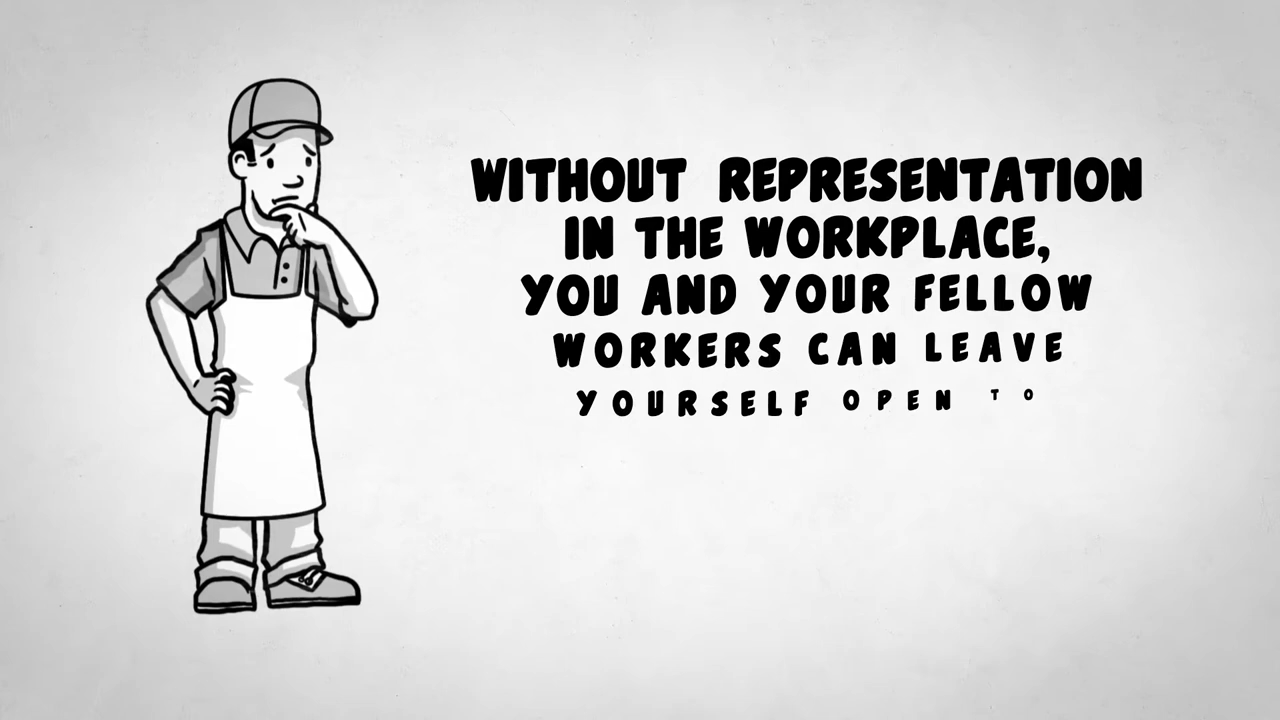 WITHOUT REPRESENTATION
IN THE WORKPLACE,
YOU AND YOUR FELLOW
WORKERS CAN LEAVE
YOURSELF OPEN TO